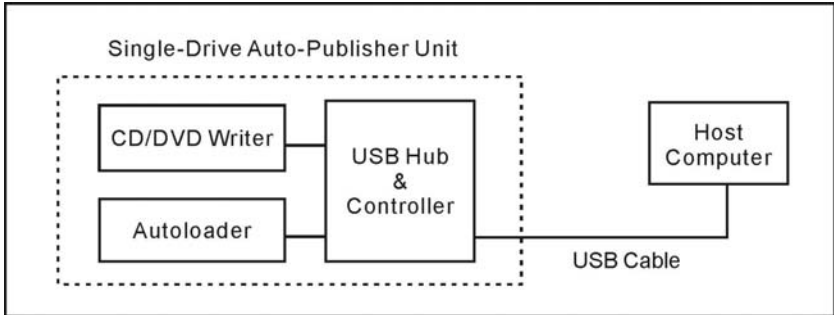 Single-Drive Auto-Publisher Unit
CD/DVD Writer
Autoloader
USB Hub
&
Controller
Host
Computer
USB Cable